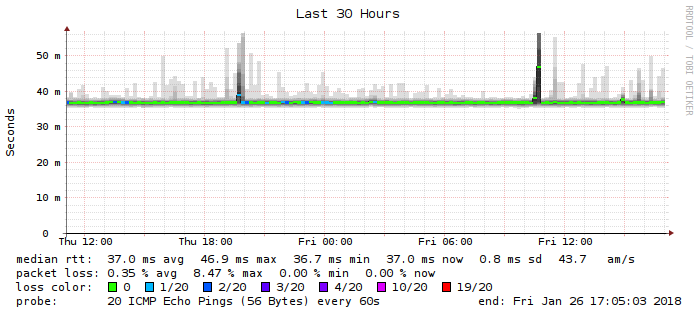 Last 30 Hours
RRDTOOL / TOBI OETIKER
Seconds
50 m
40 m
30 m
20 m
10 m
0
Thu 12:00 Thu 18:00 Fri 00:00 Fri 06:00 Fri 12:00
median rtt: 37.0 ms avg 46.9 ms max 36.7 ms min 37.0 ms now 0.8 ms sd 43.7 am/s
packet loss: 0.35 % avg 8.47 % max 0.00 % min 0.00 % now
loss color: 0 1/20 2/20 3/20 4/20 10/20 19/20
probe: 20 ICMP Echo Pings (56 Bytes) every 60s end: Fri Jan 26 17:05:03 2018